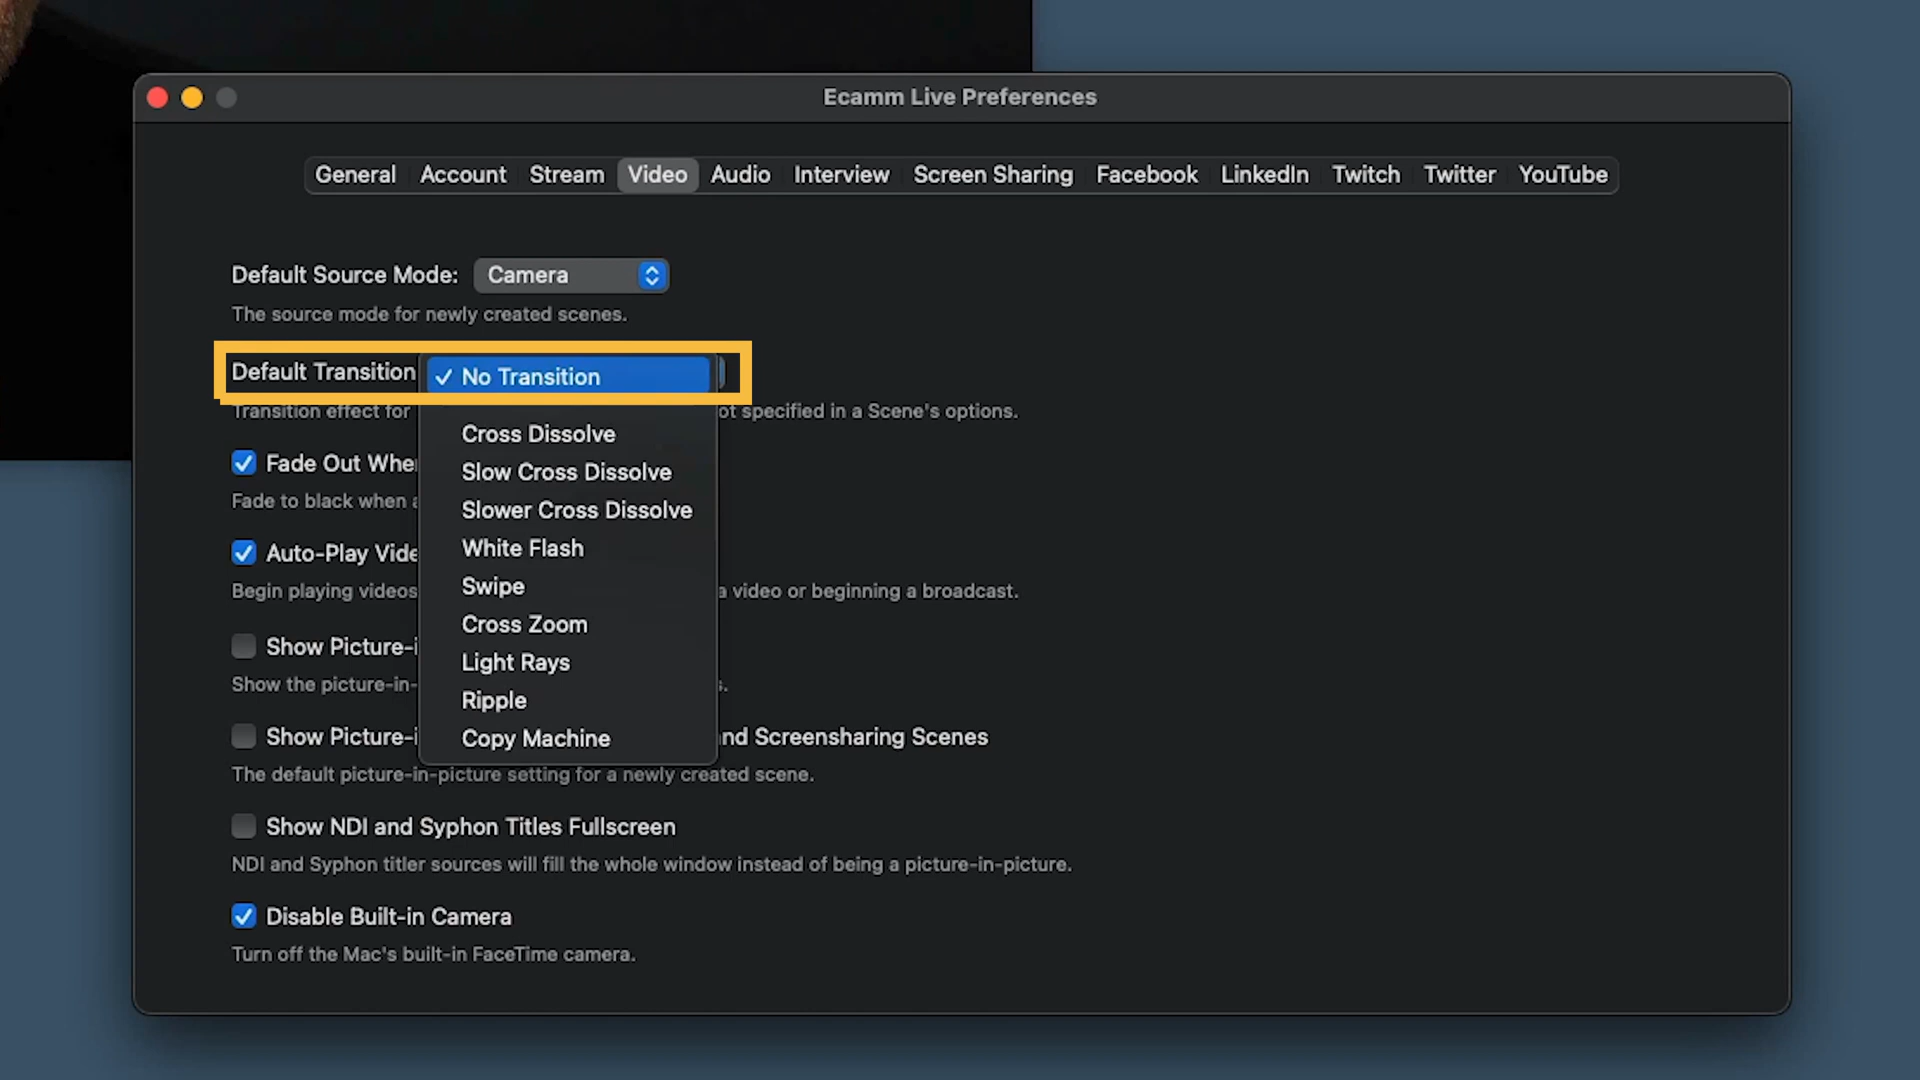 Ecamm Live Preferences
General Account Stream Video Audio Interview Screen Sharing Facebook LinkedIn Twitch Twitter YouTube
Default Source Mode: Camera
The source mode for newly created scenes.
Default Transition No Transition
Transition effect for ot specified in a Scene's options.
Cross Dissolve
Fade Out Whe
Slow Cross Dissolve
Fade to black when
Slower Cross Dissolve
White Flash
Auto-Play Vide
Swipe
Begin playing videos a video or beginning a broadcast.
Cross Zoom
Show Picture-i
Light Rays
Show the picture-in- s.
Ripple
Show Picture-i nd Screensharing Scenes
Copy Machine
The default picture-in-picture setting for a newly created scene.
Show NDI and Syphon Titles Fullscreen
NDI and Syphon titler sources will fill the whole window instead of being a picture-in-picture.
Disable Built-in Camera
Turn off the Mac's built-in FaceTime camera.